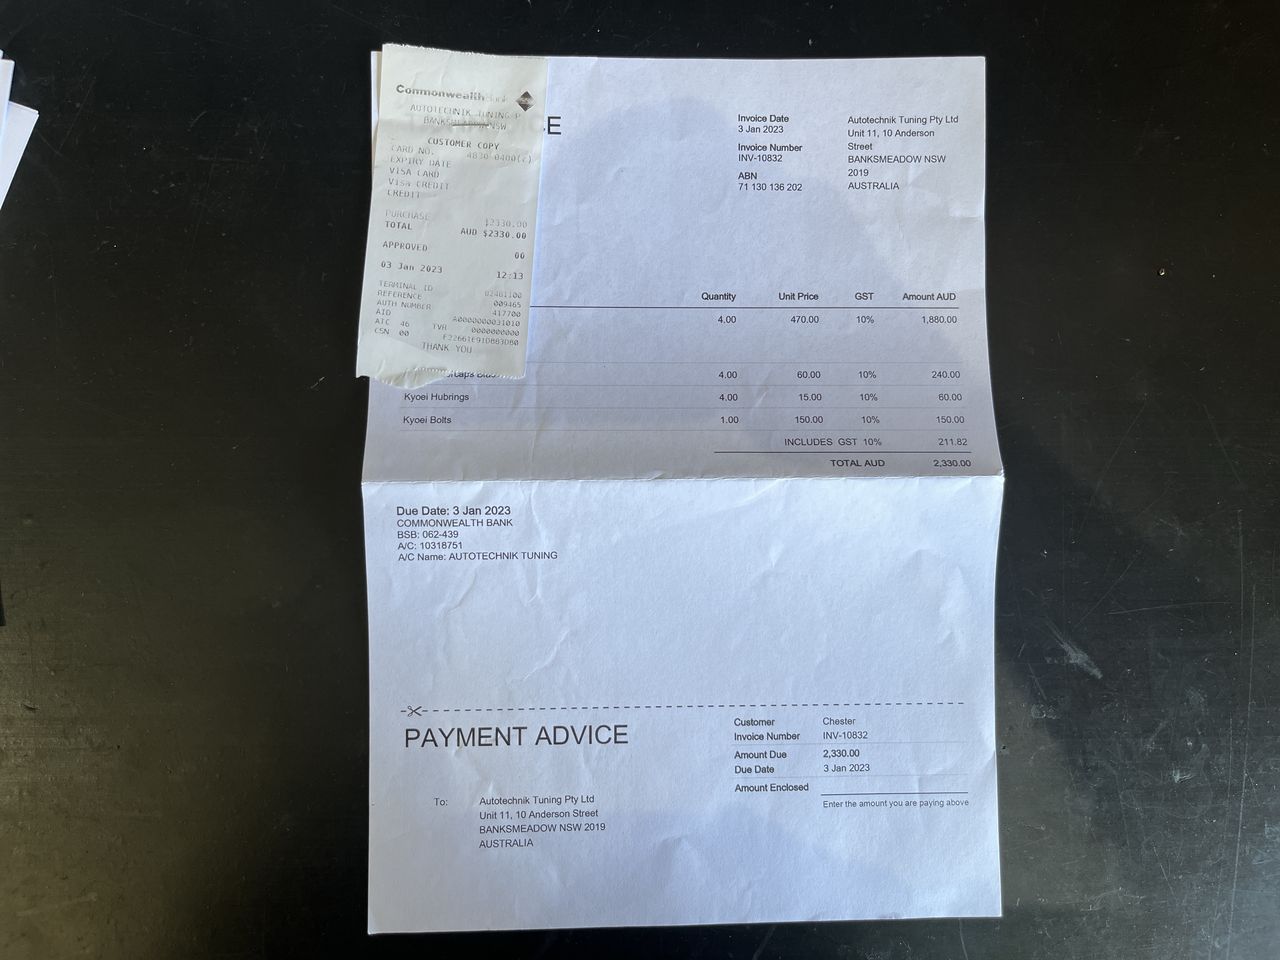 Commonwealth
AUTOTECHNIK TUNING P
NSW
CUSTOMER COPY
CARD NO.
EXPIRY DATE
VISA CARD
Visa CREDIT
CREDIT
PURCHASE $2330.00
TOTAL AUD $2330.00
APPROVED 00
03 Jan 2023 12:13
TERMINAL ID
REFERENCE 009465
AUTH NUMBER 417700
AID A0000000031010
ATC 46 TVR 0000000000
CSN 00
THANK YOU
CE
Invoice Date
3 Jan 2023
Invoice Number
INV-10832
ABN
71 130 136 202
Autotechnik Tuning Pty Ltd
Unit 11, 10 Anderson
Street
BANKSMEADOW NSW
2019
AUSTRALIA
Quantity Unit Price GST Amount AUD
4.00 470.00 10% 1,880.00
4.00 60.00 10% 240.00
Kyoei Hubrings 4.00 15.00 10% 60.00
Kyoei Bolts 1.00 150.00 10% 150.00
INCLUDES GST 10% 211.82
TOTAL AUD 2,330.00
Due Date: 3 Jan 2023
COMMONWEALTH BANK
BSB: 062-439
A/C: 10318751
A/C Name: AUTOTECHNIK TUNING
PAYMENT ADVICE
To: Autotechnik Tuning Pty Ltd
Unit 11, 10 Anderson Street
BANKSMEADOW NSW 2019
AUSTRALIA
Customer Chester
Invoice Number INV-10832
Amount Due 2,330.00
Due Date 3 Jan 2023
Amount Enclosed
Enter the amount you are paying above